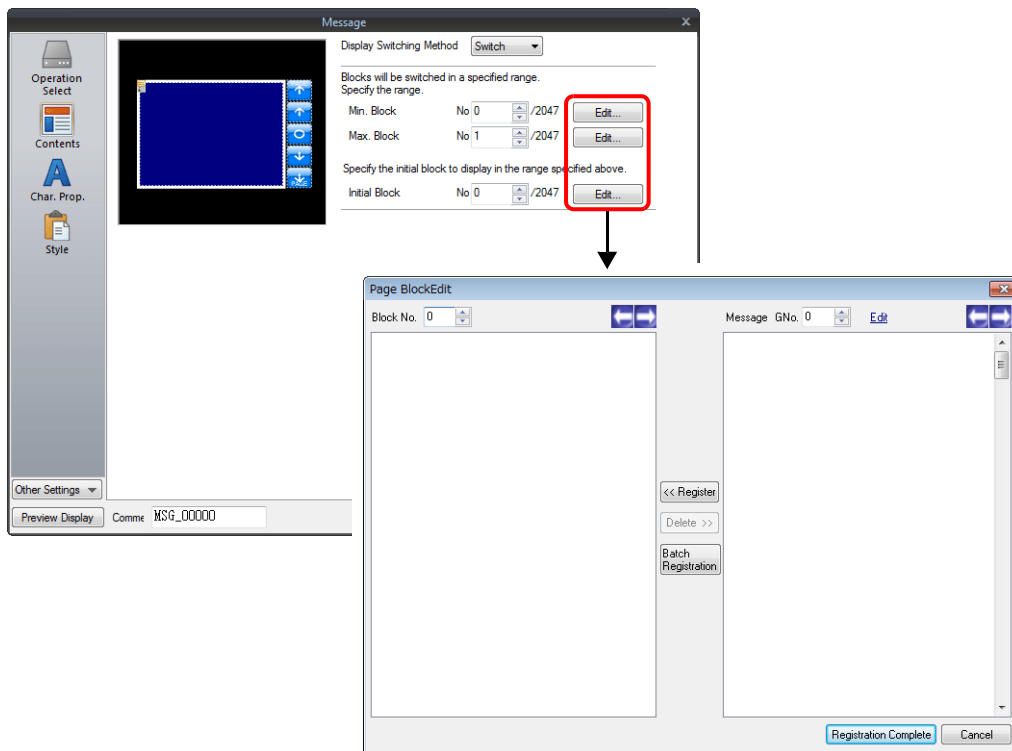 Message
Operation
Select
Contents
Char. Prop.
Style
Other Settings
Preview Display
Comme MSG_00000
Display Switching Method Switch
Blocks will be switched in a specified range.
Specify the range.
Min. Block No 0 /2047 Edit...
Max. Block No 1 /2047 Edit...
Specify the initial block to display in the range specified above.
Initial Block No 0 /2047 Edit...
PAGE
Page BlockEdit
Block No. 0
Message GNo. 0 Edit
<< Register
Delete >>
Batch
Registration
Registration Complete Cancel